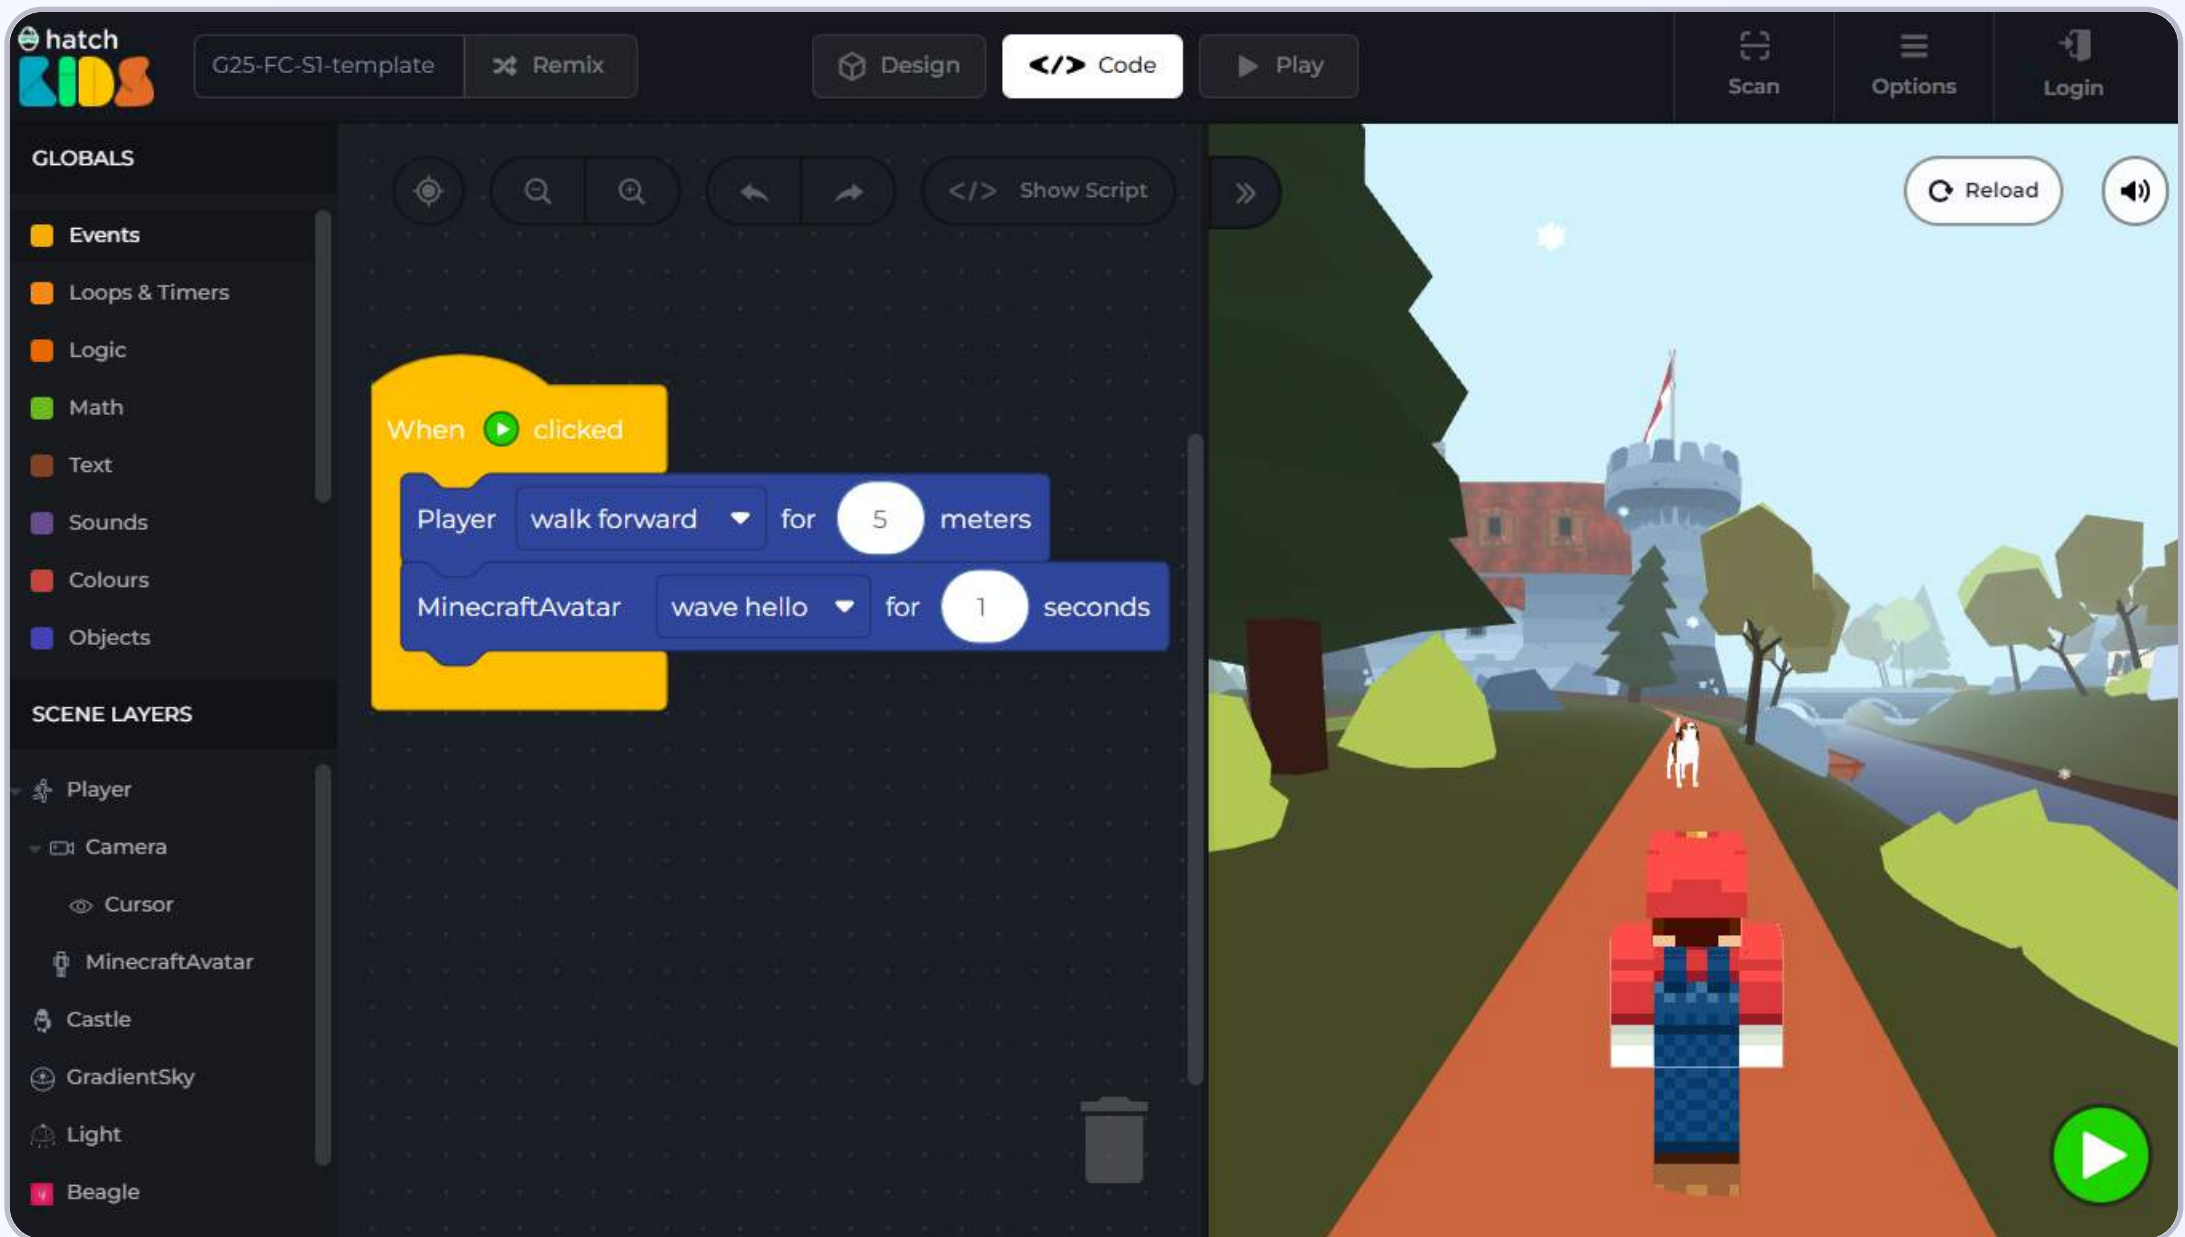 hatch
KIDS
G25-FC-S1-template
Remix
Design
</> Code
Play
Scan
Options
Login
GLOBALS
Events
Loops & Timers
Logic
Math
Text
Sounds
Colours
Objects
SCENE LAYERS
Player
Camera
Cursor
MinecraftAvatar
Castle
GradientSky
Light
Beagle
</> Show Script
When clicked
Player walk forward for 5 meters
MinecraftAvatar wave hello for 1 seconds
Reload